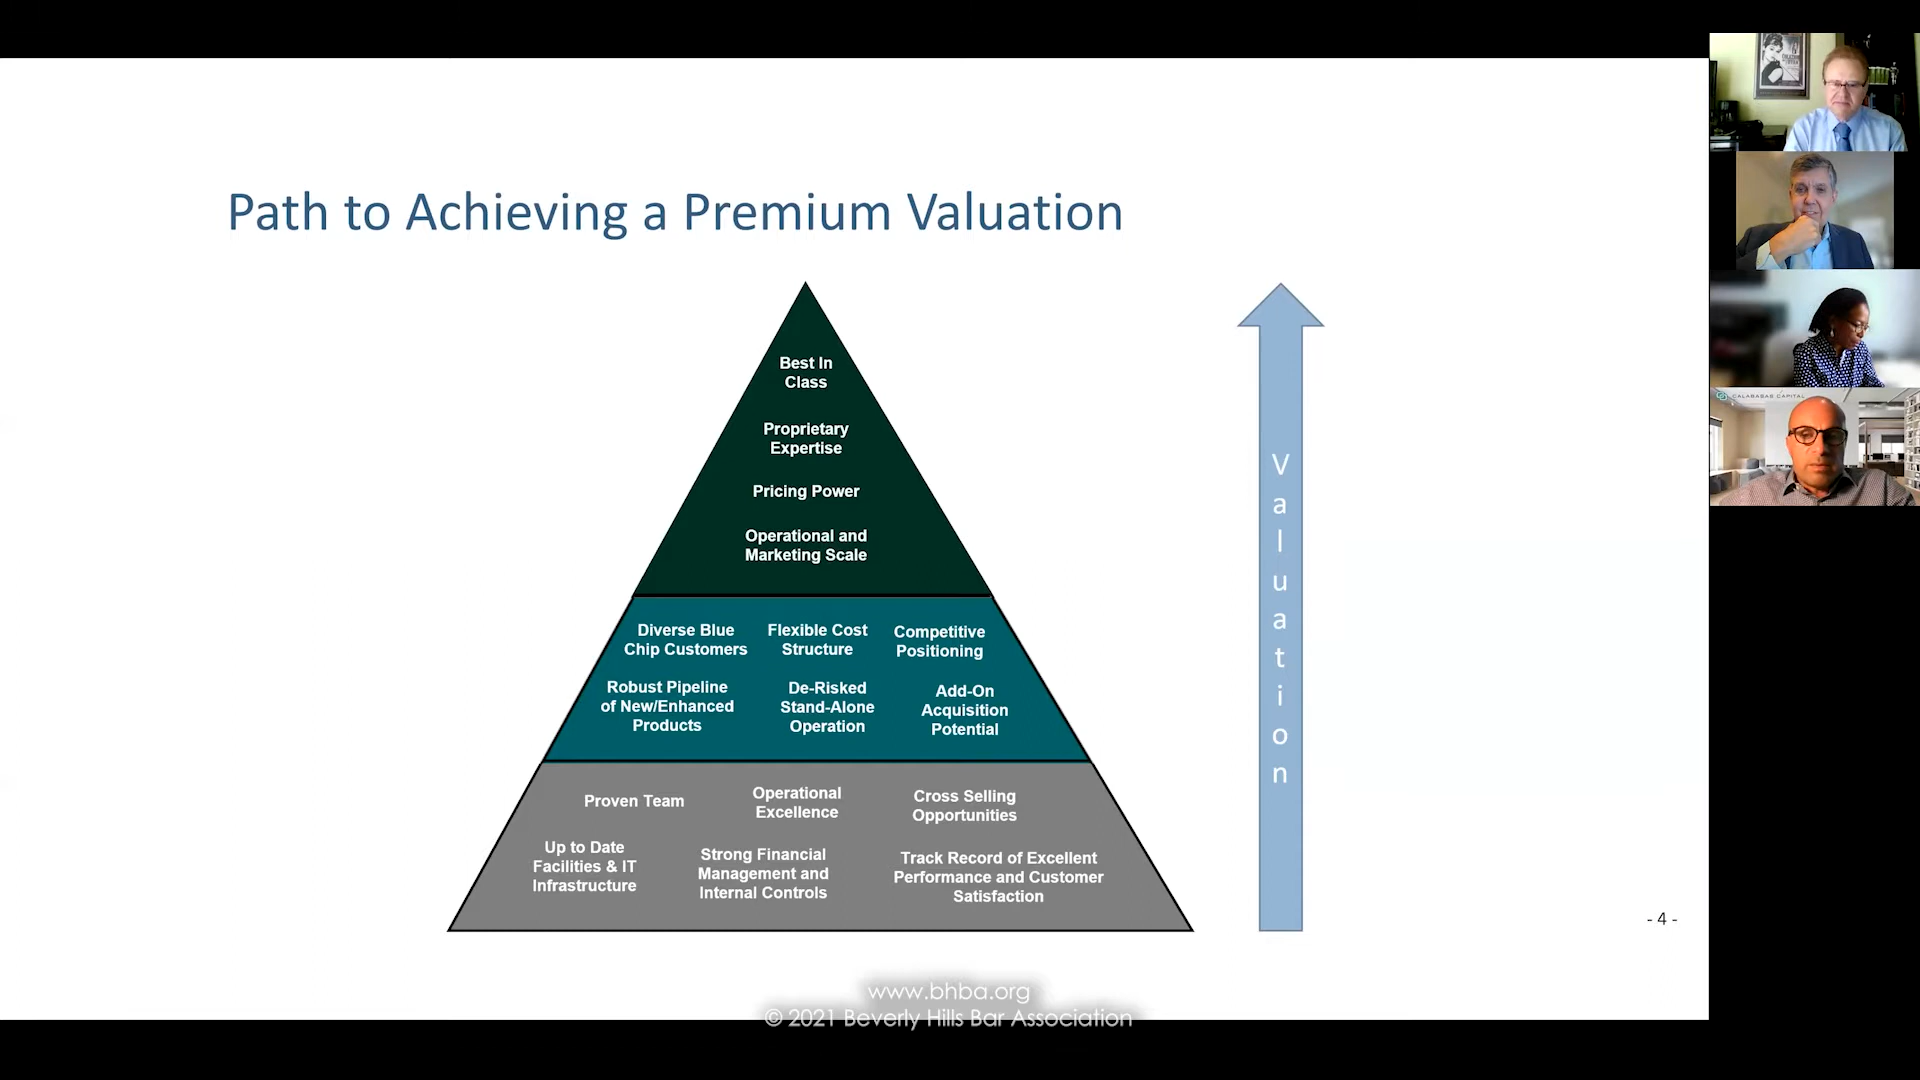 Path to Achieving a Premium Valuation
Best In
Class
Proprietary
Expertise
Pricing Power
Operational and
Marketing Scale
Diverse Blue
Chip Customers
Flexible Cost
Structure
Competitive
Positioning
Robust Pipeline
of New/Enhanced
Products
De-Risked
Stand-Alone
Operation
Add-On
Acquisition
Potential
Proven Team
Operational
Excellence
Cross Selling
Opportunities
Up to Date
Facilities & IT
Infrastructure
Strong Financial
Management and
Internal Controls
Track Record of Excellent
Performance and Customer
Satisfaction
Valuation
- 4 -
CALABASAS CAPITAL
www.bhba.org
© 2021 Beverly Hills Bar Association